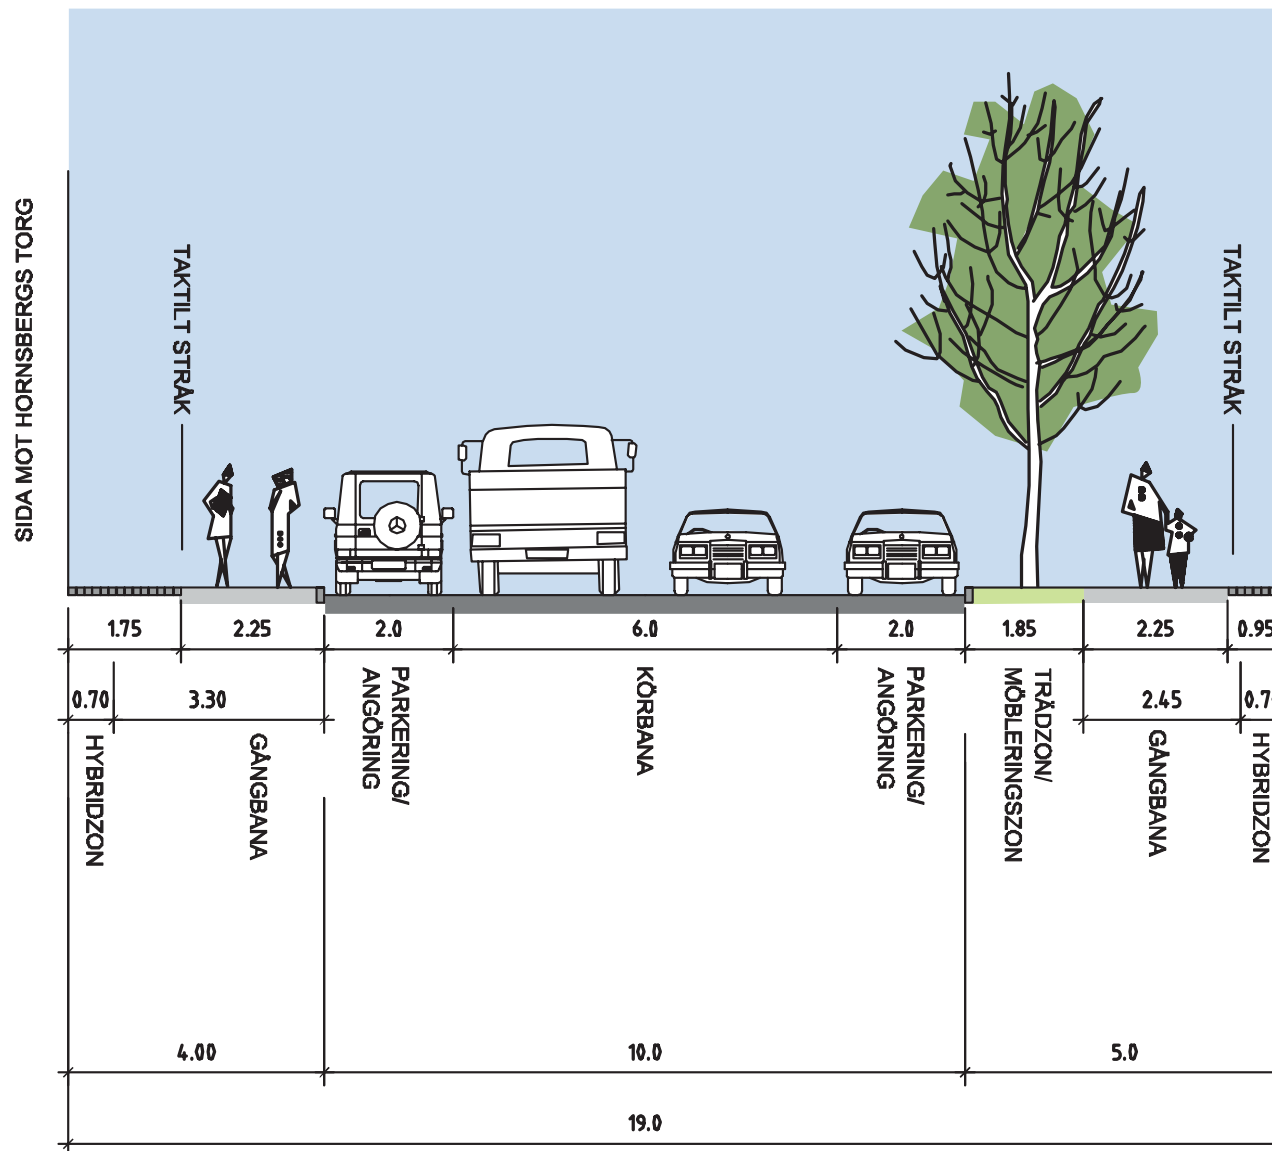 SIDA MOT HORNSBERGS TORG
TAKTILT STRÅK
TAKTILT STRÅK
1.75
2.25
2.0
6.0
2.0
1.85
2.25
0.95
0.70
3.30
PARKERING/
ANGÖRING
KÖRBANA
PARKERING/
ANGÖRING
TRÄDZON/
MÖBLERINGSZON
2.45
0.7
HYBRIDZON
GÅNGBANA
GÅNGBANA
HYBRIDZON
4.00
10.0
5.0
19.0